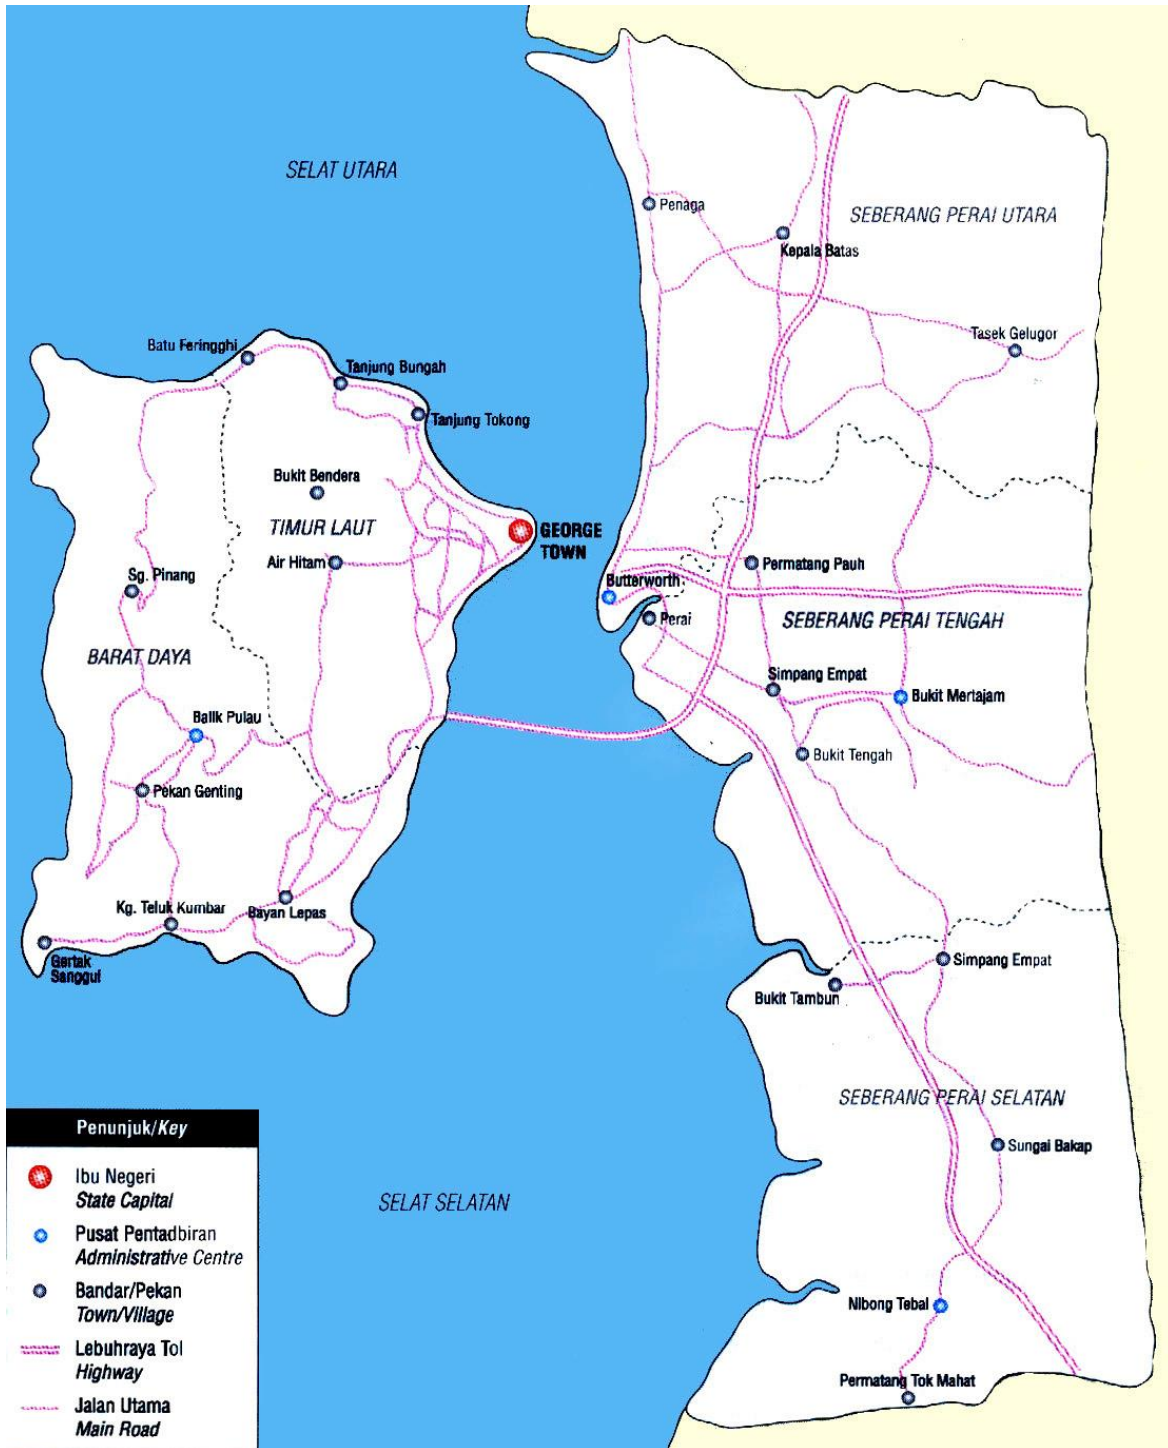 SELAT UTARA
Penaga
SEBERANG PERAI UTARA
Kepala Batas
Tasek Gelugor
Batu Feringghi
Tanjung Bungah
Tanjung Tokong
Bukit Bendera
TIMUR LAUT
GEORGE
TOWN
Air Hitam
Permatang Pauh
Sg. Pinang
Butterworth
Perai
SEBERANG PERAI TENGAH
BARAT DAYA
Simpang Empat
Bukit Mertajam
Balik Pulau
Bukit Tengah
Pekan Genting
Kg. Teluk Kumbar
Bayan Lepas
Gertak
Sanggul
Simpang Empat
Bukit Tambun
SEBERANG PERAI SELATAN
Sungai Bakap
SELAT SELATAN
Nibong Tebal
Permatang Tok Mahat
Penunjuk/Key
Ibu Negeri
State Capital
Pusat Pentadbiran
Administrative Centre
Bandar/Pekan
Town/Village
Lebuhraya Tol
Highway
Jalan Utama
Main Road